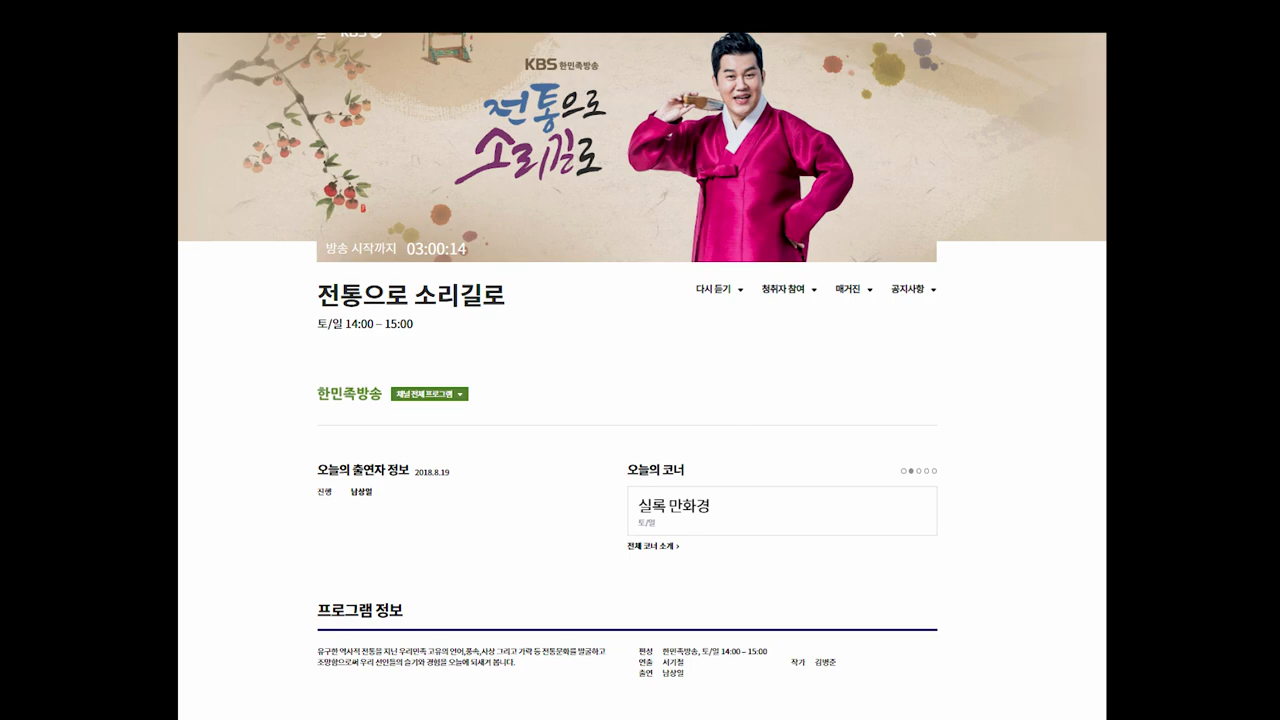 KBS
KBS 한민족방송
전통으로
소리길로
방송 시작까지 03:00:14
전통으로 소리길로
다시 듣기 청취자 참여 매거진 공지사항
토/일 14:00 – 15:00
한민족방송 채널 전체 프로그램
오늘의 출연자 정보 2018.8.19
진행 남상일
오늘의 코너
실록 만화경
토/일
전체 코너 소개 ›
프로그램 정보
유구한 역사적 전통을 지닌 우리민족 고유의 언어,풍속,사상 그리고 가락 등 전통문화를 발굴하고
조망함으로써 우리 선인들의 슬기와 경험을 오늘에 되새겨 봅니다.
편성 한민족방송, 토/일 14:00 – 15:00
연출 서기철 작가 김병준
출연 남상일